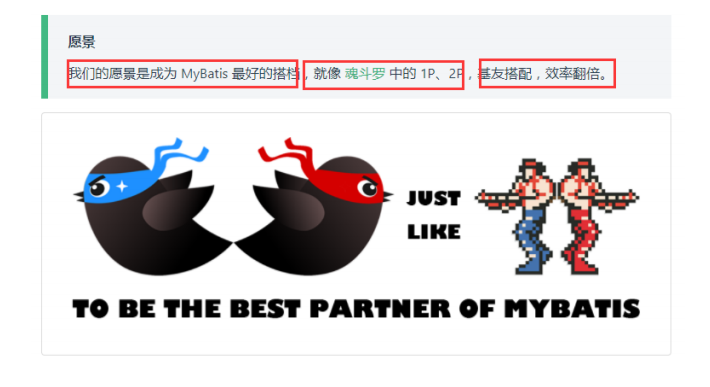 愿景
我们的愿景是成为 MyBatis 最好的搭档，就像 魂斗罗 中的 1P、2P，基友搭配，效率翻倍。
JUST
LIKE
TO BE THE BEST PARTNER OF MYBATIS